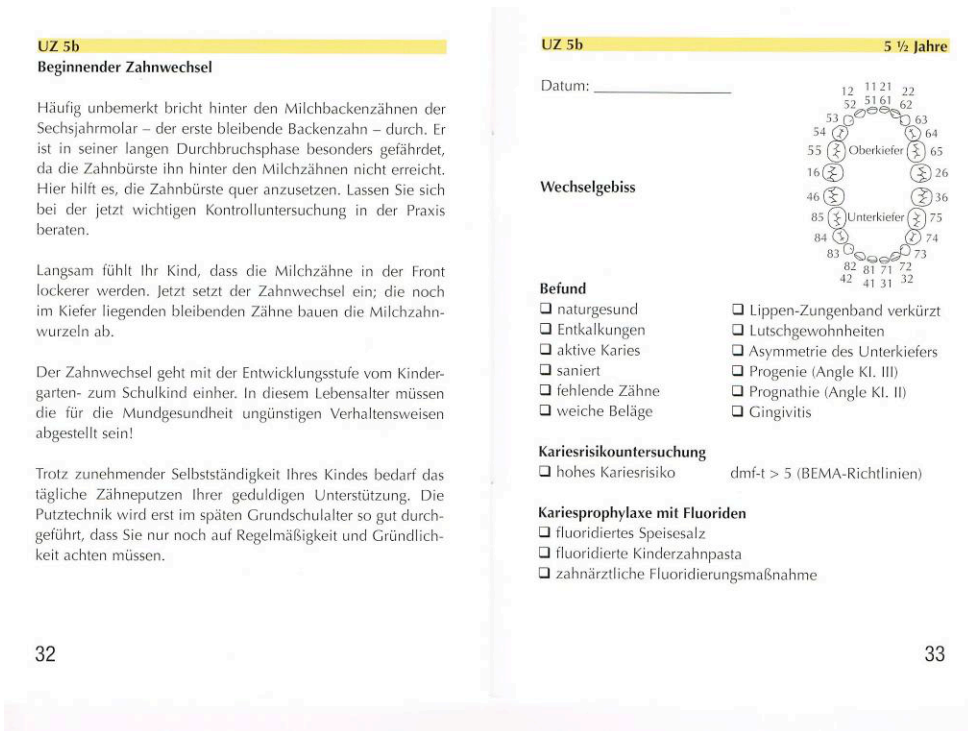 UZ 5b
Beginnender Zahnwechsel
Häufig unbemerkt bricht hinter den Milchbackenzähnen der
Sechsjahrmolar – der erste bleibende Backenzahn – durch. Er
ist in seiner langen Durchbruchsphase besonders gefährdet,
da die Zahnbürste ihn hinter den Milchzähnen nicht erreicht.
Hier hilft es, die Zahnbürste quer anzusetzen. Lassen Sie sich
bei der jetzt wichtigen Kontrolluntersuchung in der Praxis
beraten.
Langsam fühlt Ihr Kind, dass die Milchzähne in der Front
lockerer werden. Jetzt setzt der Zahnwechsel ein; die noch
im Kiefer liegenden bleibenden Zähne bauen die Milchzahn-
wurzeln ab.
Der Zahnwechsel geht mit der Entwicklungsstufe vom Kinder-
garten- zum Schulkind einher. In diesem Lebensalter müssen
die für die Mundgesundheit ungünstigen Verhaltensweisen
abgestellt sein!
Trotz zunehmender Selbstständigkeit Ihres Kindes bedarf das
tägliche Zähneputzen Ihrer geduldigen Unterstützung. Die
Putztechnik wird erst im späten Grundschulalter so gut durch-
geführt, dass Sie nur noch auf Regelmäßigkeit und Gründlich-
keit achten müssen.
32
UZ 5b 5 ½ Jahre
Datum:
12 11 21 22
52 51 61 62
53 63
54 64
55 Oberkiefer 65
16 26
Wechselgebiss
46 36
85 Unterkiefer 75
84 74
83 73
82 81 71 72
42 41 31 32
Befund
naturgesund
Entkalkungen
aktive Karies
saniert
fehlende Zähne
weiche Beläge
Lippen-Zungenband verkürzt
Lutschgewohnheiten
Asymmetrie des Unterkiefers
Progenie (Angle Kl. III)
Prognathie (Angle Kl. II)
Gingivitis
Kariesrisikountersuchung
hohes Kariesrisiko dmf-t > 5 (BEMA-Richtlinien)
Kariesprophylaxe mit Fluoriden
fluoridiertes Speisesalz
fluoridierte Kinderzahnpasta
zahnärztliche Fluoridierungsmaßnahme
33